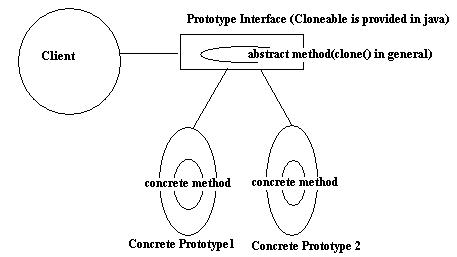 Prototype Interface (Cloneable is provided in java)
Client
abstract method(clone() in general)
concrete method
concrete method
Concrete Prototype1
Concrete Prototype 2